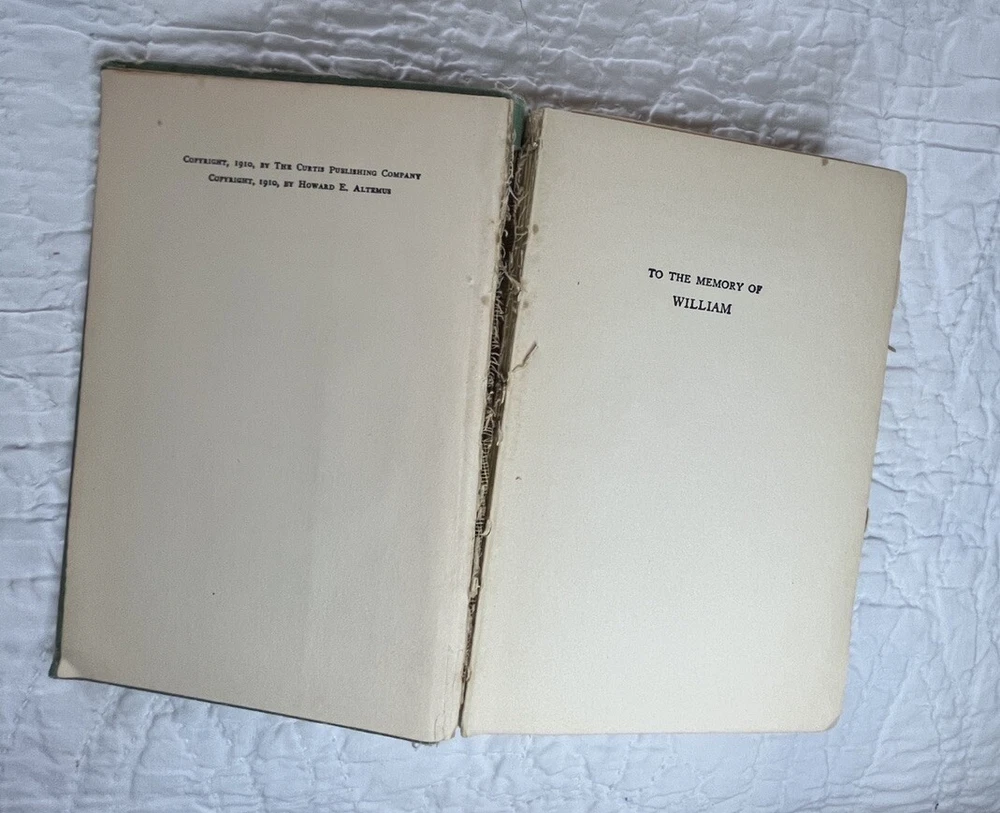 Copyright, 1910, by The Curtis Publishing Company
Copyright, 1910, by Howard E. Altemus
TO THE MEMORY OF
WILLIAM